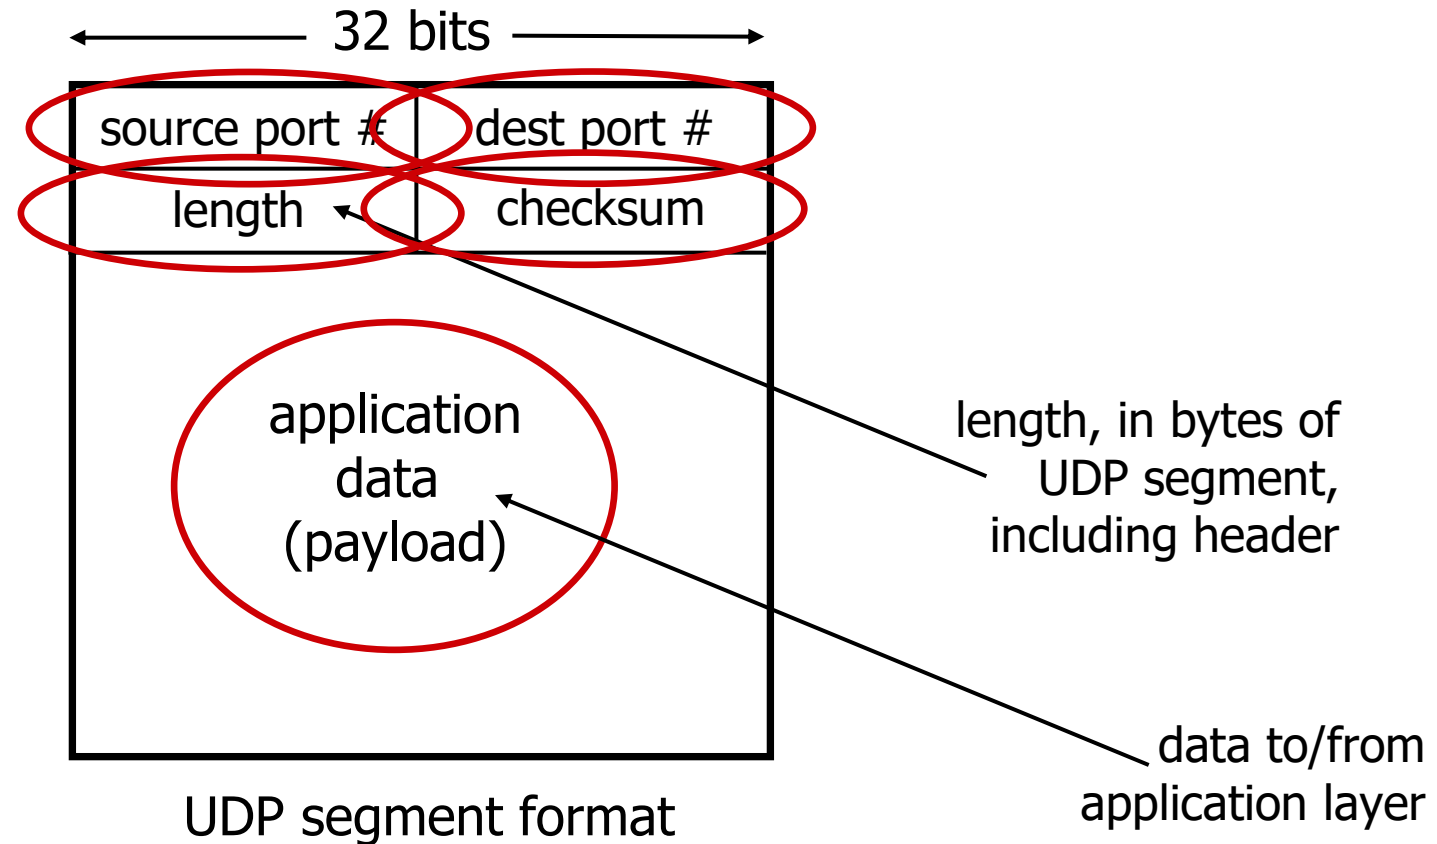 32 bits
source port #
dest port #
length
checksum
application
data
(payload)
length, in bytes of
UDP segment,
including header
data to/from
application layer
UDP segment format